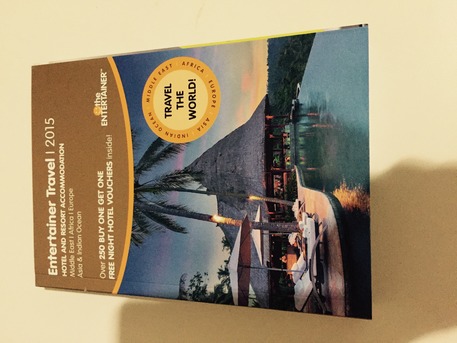 the
ENTERTAINER
Entertainer Travel | 2015
HOTEL AND RESORT ACCOMMODATION
Middle East | Africa | Europe
Asia & Indian Ocean
Over 250 BUY ONE GET ONE
FREE NIGHT HOTEL VOUCHERS inside!
MIDDLE EAST • AFRICA • EUROPE • ASIA • INDIAN OCEAN
TRAVEL
THE
WORLD!